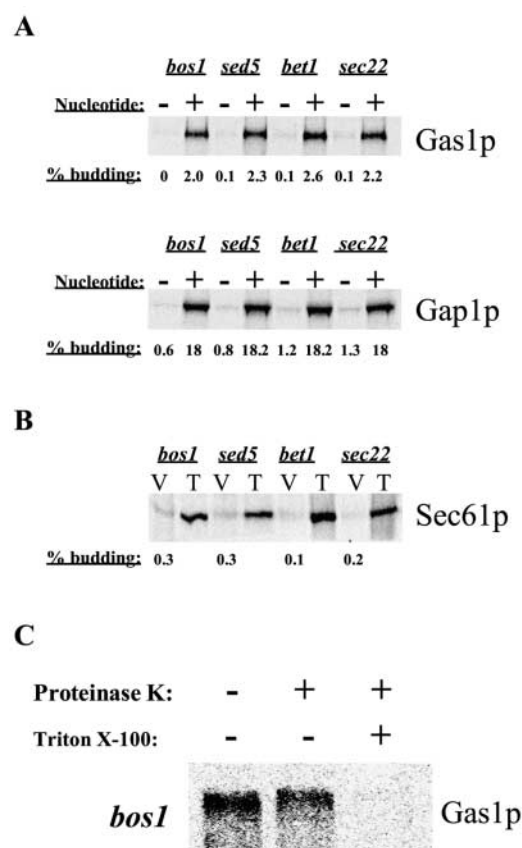 A
bos1 sed5 bet1 sec22
Nucleotide: - + - + - + - +
Gas1p
% budding: 0 2.0 0.1 2.3 0.1 2.6 0.1 2.2
bos1 sed5 bet1 sec22
Nucleotide: - + - + - + - +
Gap1p
% budding: 0.6 18 0.8 18.2 1.2 18.2 1.3 18
B
bos1 sed5 bet1 sec22
V T V T V T V T
Sec61p
% budding: 0.3 0.3 0.1 0.2
C
Proteinase K: - + +
Triton X-100: - - +
bos1 Gas1p